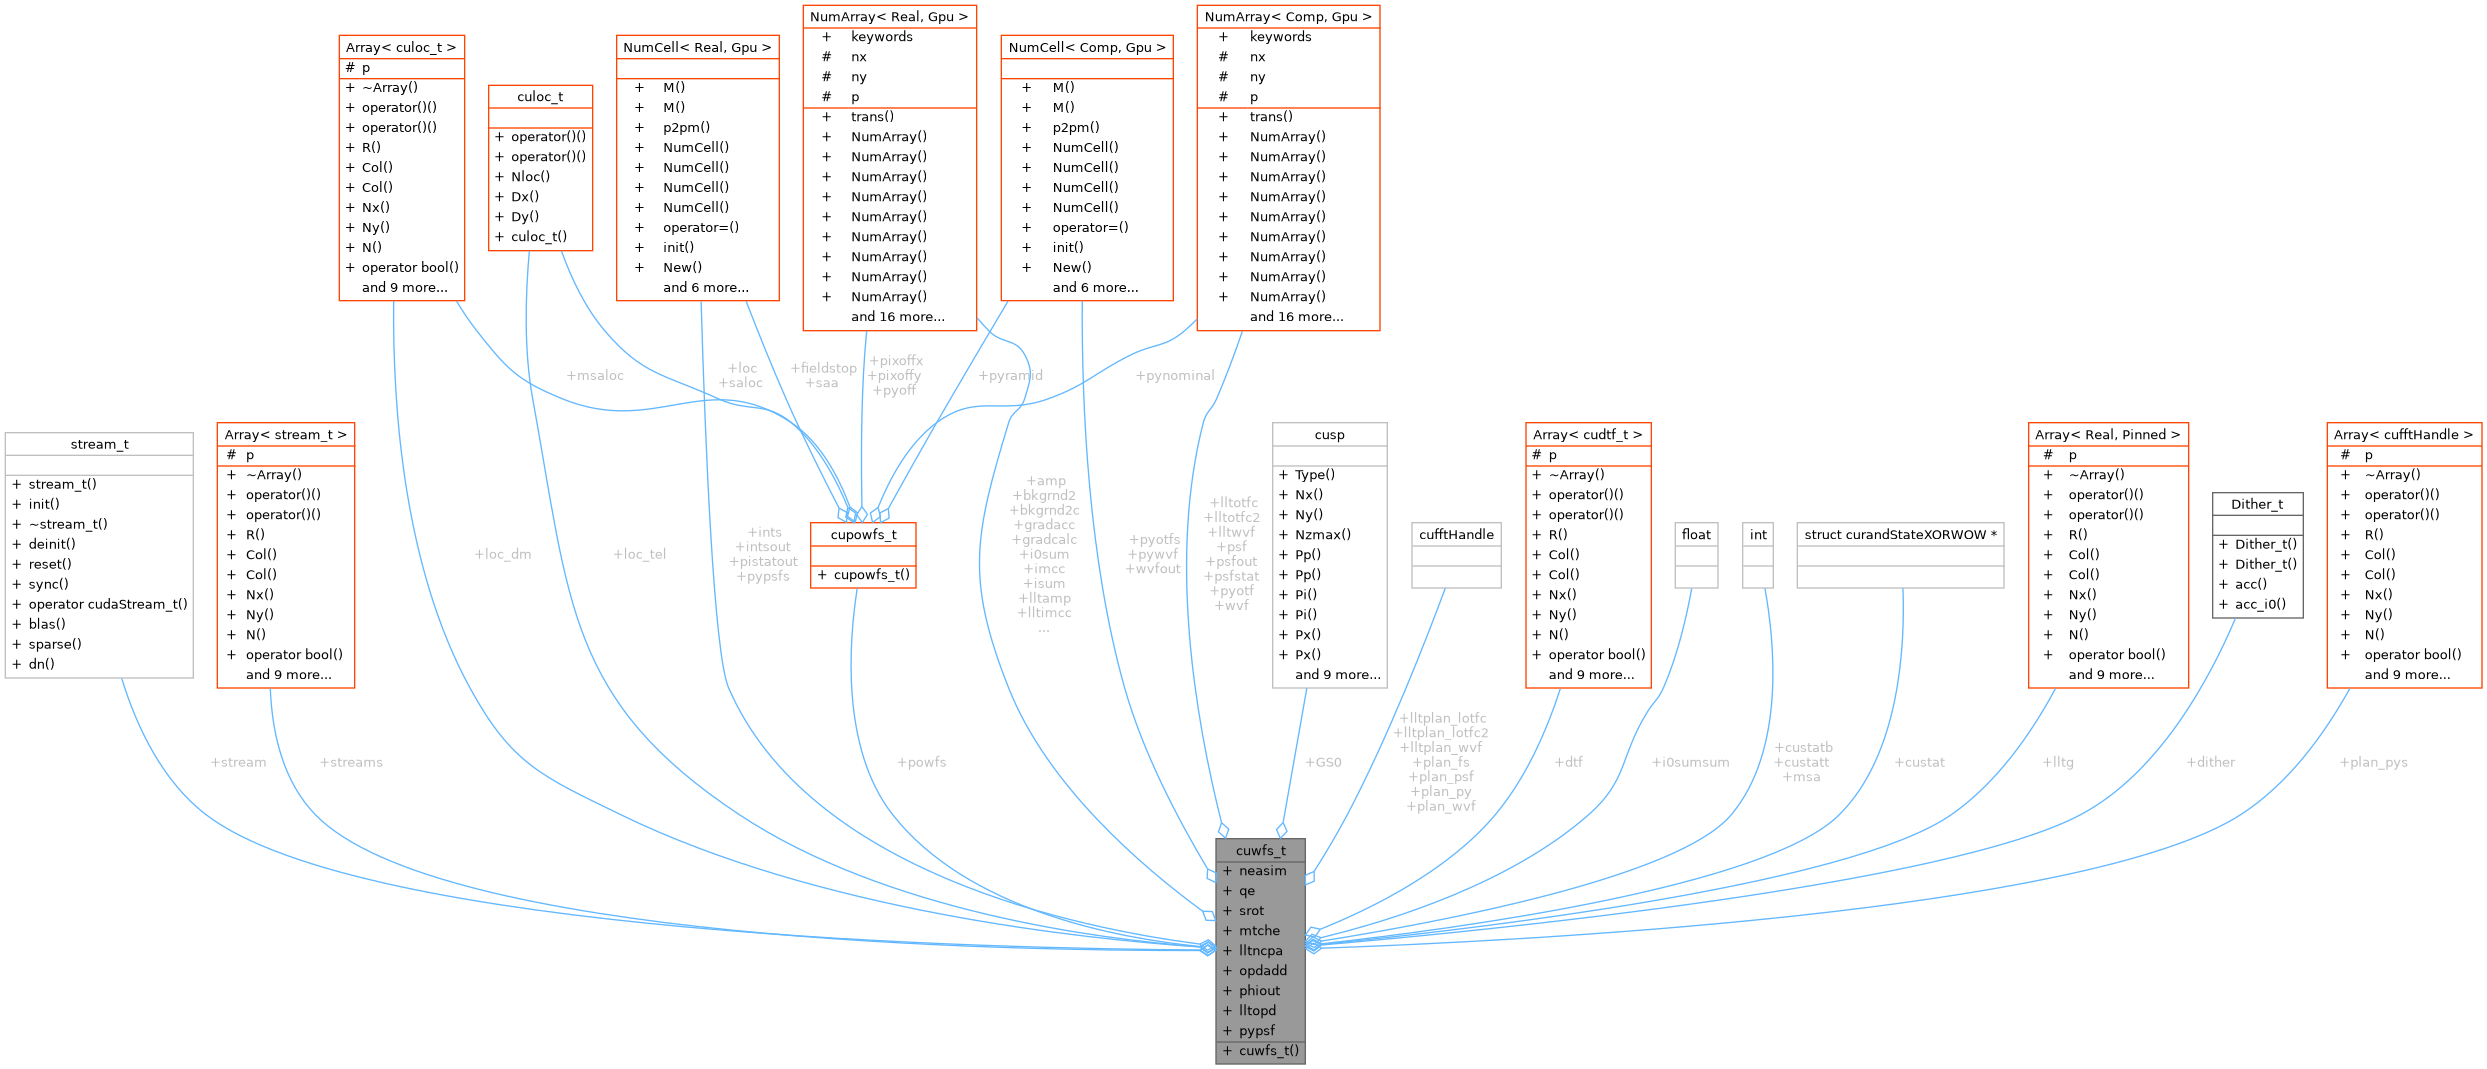 NumArray< Real, Gpu >
+ keywords
# nx
# ny
# p
+ trans()
+ NumArray()
+ NumArray()
+ NumArray()
+ NumArray()
+ NumArray()
+ NumArray()
+ NumArray()
+ NumArray()
+ NumArray()
and 16 more...
NumArray< Comp, Gpu >
+ keywords
# nx
# ny
# p
+ trans()
+ NumArray()
+ NumArray()
+ NumArray()
+ NumArray()
+ NumArray()
+ NumArray()
+ NumArray()
+ NumArray()
+ NumArray()
and 16 more...
Array< culoc_t >
# p
+ ~Array()
+ operator()()
+ operator()()
+ R()
+ Col()
+ Col()
+ Nx()
+ Ny()
+ N()
+ operator bool()
and 9 more...
culoc_t
+ operator()()
+ operator()()
+ Nloc()
+ Dx()
+ Dy()
+ culoc_t()
NumCell< Real, Gpu >
+ M()
+ M()
+ p2pm()
+ NumCell()
+ NumCell()
+ NumCell()
+ NumCell()
+ operator=()
+ init()
+ New()
and 6 more...
NumCell< Comp, Gpu >
+ M()
+ M()
+ p2pm()
+ NumCell()
+ NumCell()
+ NumCell()
+ NumCell()
+ operator=()
+ init()
+ New()
and 6 more...
+msaloc
+loc
+saloc
+fieldstop
+saa
+pixoffx
+pixoffy
+pyoff
+pyramid
+pynominal
stream_t
+ stream_t()
+ init()
+ ~stream_t()
+ deinit()
+ reset()
+ sync()
+ operator cudaStream_t()
+ blas()
+ sparse()
+ dn()
Array< stream_t >
# p
+ ~Array()
+ operator()()
+ operator()()
+ R()
+ Col()
+ Col()
+ Nx()
+ Ny()
+ N()
+ operator bool()
and 9 more...
+loc_dm
+loc_tel
+ints
+intsout
+pistatout
+pypsfs
cupowfs_t
+ cupowfs_t()
+amp
+bkgrnd2
+bkgrnd2c
+gradacc
+gradcalc
+i0sum
+imcc
+isum
+lltamp
+lltimcc
...
+pyotfs
+pywvf
+wvfout
+lltotfc
+lltotfc2
+lltwvf
+psf
+psfout
+psfstat
+pyotf
+wvf
cusp
+ Type()
+ Nx()
+ Ny()
+ Nzmax()
+ Pp()
+ Pp()
+ Pi()
+ Pi()
+ Px()
+ Px()
and 9 more...
cufftHandle
Array< cudtf_t >
# p
+ ~Array()
+ operator()()
+ operator()()
+ R()
+ Col()
+ Col()
+ Nx()
+ Ny()
+ N()
+ operator bool()
and 9 more...
float
int
struct curandStateXORWOW *
Array< Real, Pinned >
# p
+ ~Array()
+ operator()()
+ operator()()
+ R()
+ Col()
+ Col()
+ Nx()
+ Ny()
+ N()
+ operator bool()
and 9 more...
Dither_t
+ Dither_t()
+ Dither_t()
+ acc()
+ acc_i0()
Array< cufftHandle >
# p
+ ~Array()
+ operator()()
+ operator()()
+ R()
+ Col()
+ Col()
+ Nx()
+ Ny()
+ N()
+ operator bool()
and 9 more...
+stream
+streams
+powfs
+GS0
+lltplan_lotfc
+lltplan_lotfc2
+lltplan_wvf
+plan_fs
+plan_psf
+plan_py
+plan_wvf
+dtf
+i0sumsum
+custatb
+custatt
+msa
+custat
+lltg
+dither
+plan_pys
cuwfs_t
+ neasim
+ qe
+ srot
+ mtche
+ lltncpa
+ opdadd
+ phiout
+ lltopd
+ pypsf
+ cuwfs_t()